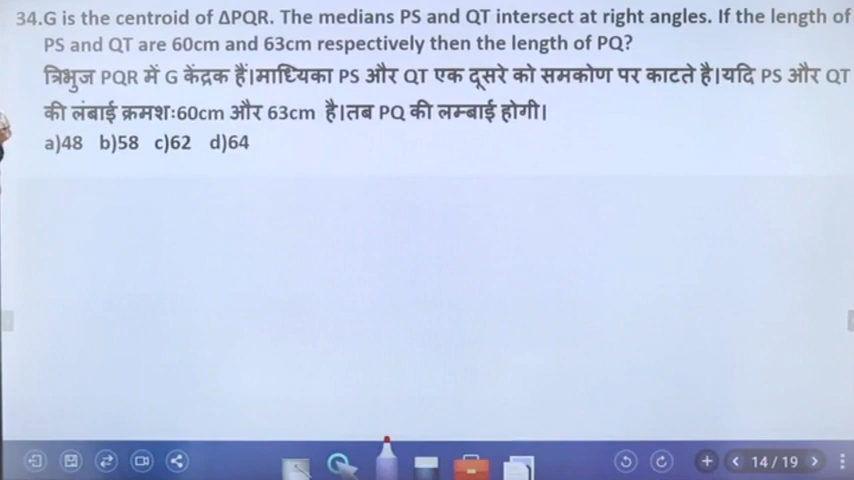 34.G is the centroid of ΔPQR. The medians PS and QT intersect at right angles. If the length of
PS and QT are 60cm and 63cm respectively then the length of PQ?
त्रिभुज PQR में G केंद्रक हैं।माध्यिका PS और QT एक दूसरे को समकोण पर काटते है।यदि PS और QT
की लंबाई क्रमशः:60cm और 63cm है।तब PQ की लम्बाई होगी।
a)48 b)58 c)62 d)64
14/19